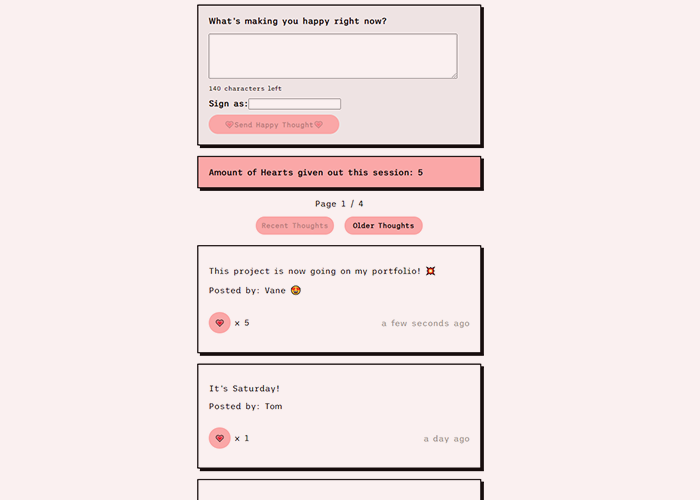 What's making you happy right now?
140 characters left
Sign as:
Send Happy Thought
Amount of Hearts given out this session: 5
Page 1 / 4
Recent Thoughts Older Thoughts
This project is now going on my portfolio! 💥
Posted by: Vane 😍
x 5 a few seconds ago
It's Saturday!
Posted by: Tom
x 1 a day ago